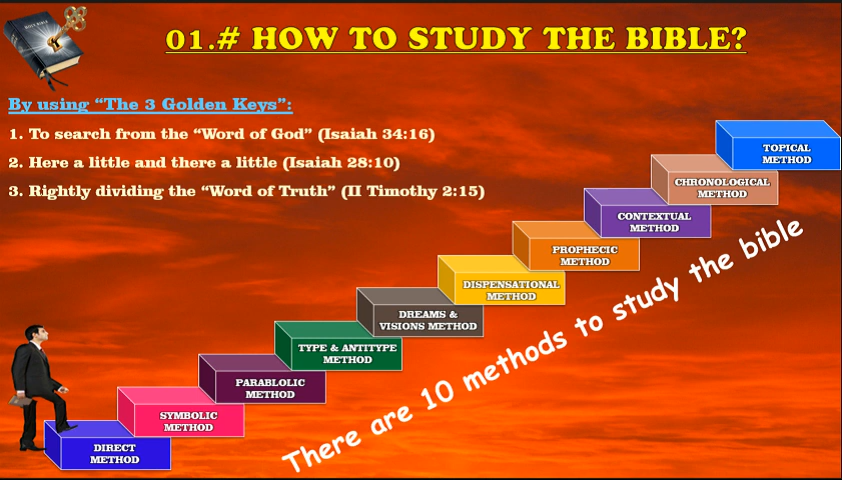 HOLY BIBLE
01.# HOW TO STUDY THE BIBLE?
By using “The 3 Golden Keys”:
1. To search from the “Word of God” (Isaiah 34:16)
2. Here a little and there a little (Isaiah 28:10)
3. Rightly dividing the “Word of Truth” (II Timothy 2:15)
TOPICAL
METHOD
CHRONOLOGICAL
METHOD
CONTEXTUAL
METHOD
PROPHECIC
METHOD
DISPENSATIONAL
METHOD
DREAMS &
VISIONS METHOD
TYPE & ANTITYPE
METHOD
PARABLOLIC
METHOD
SYMBOLIC
METHOD
DIRECT
METHOD
There are 10 methods to study the bible